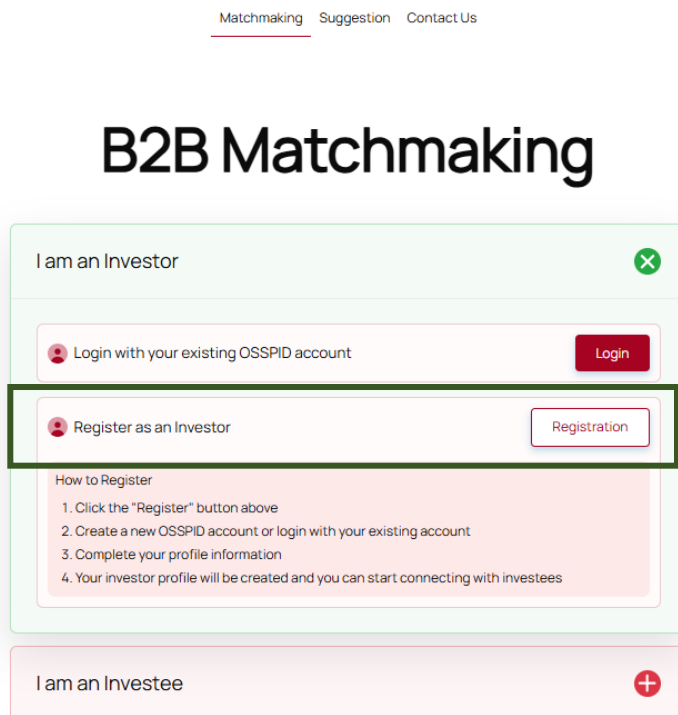 Matchmaking Suggestion Contact Us
B2B Matchmaking
I am an Investor
Login with your existing OSSPID account Login
Register as an Investor Registration
How to Register
1. Click the "Register" button above
2. Create a new OSSPID account or login with your existing account
3. Complete your profile information
4. Your investor profile will be created and you can start connecting with investees
I am an Investee